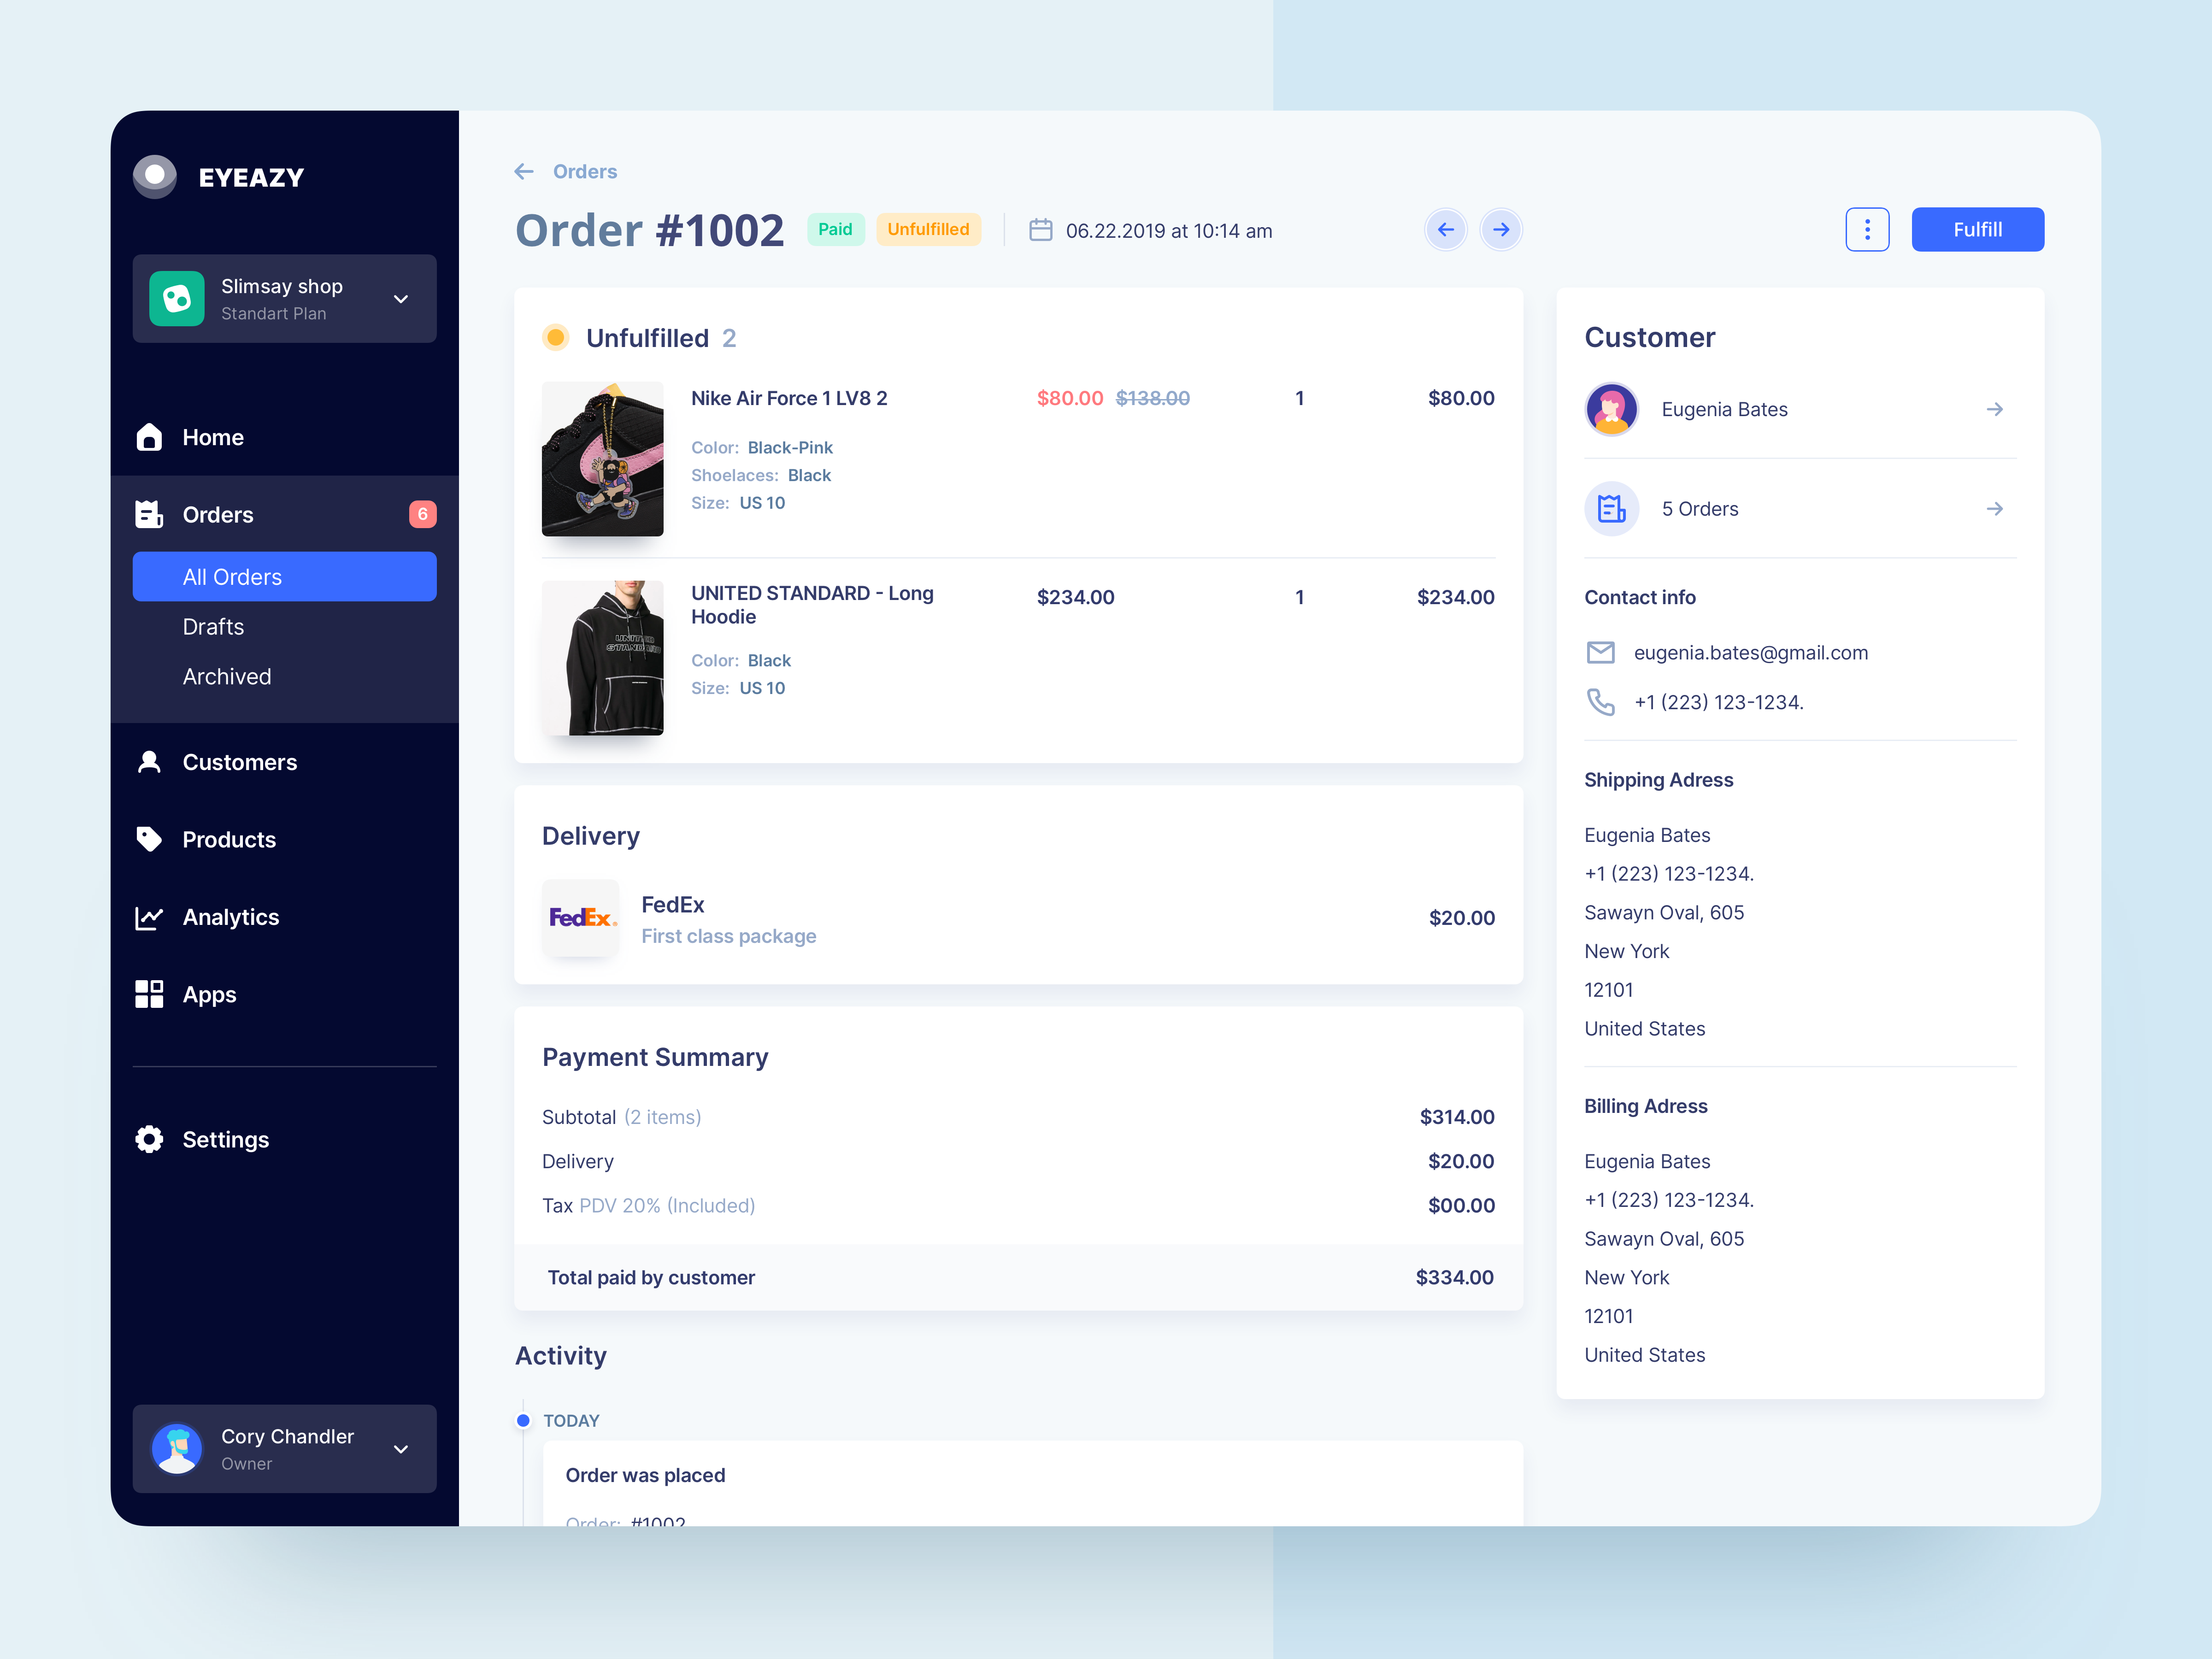 EYEAZY
Slimsay shop
Standart Plan
Home
Orders
6
All Orders
Drafts
Archived
Customers
Products
Analytics
Apps
Settings
Cory Chandler
Owner
Orders
Order #1002
Paid
Unfulfilled
06.22.2019 at 10:14 am
Fulfill
Unfulfilled 2
Nike Air Force 1 LV8 2
$80.00 $138.00
1
$80.00
Color: Black-Pink
Shoelaces: Black
Size: US 10
UNITED STANDARD - Long
Hoodie
$234.00
1
$234.00
Color: Black
Size: US 10
UNITED
STANDARD
Delivery
FedEx
FedEx
First class package
$20.00
Payment Summary
Subtotal (2 items)
$314.00
Delivery
$20.00
Tax PDV 20% (Included)
$00.00
Total paid by customer
$334.00
Activity
TODAY
Order was placed
Order: #1002
Customer
Eugenia Bates
5 Orders
Contact info
eugenia.bates@gmail.com
+1 (223) 123-1234.
Shipping Adress
Eugenia Bates
+1 (223) 123-1234.
Sawayn Oval, 605
New York
12101
United States
Billing Adress
Eugenia Bates
+1 (223) 123-1234.
Sawayn Oval, 605
New York
12101
United States